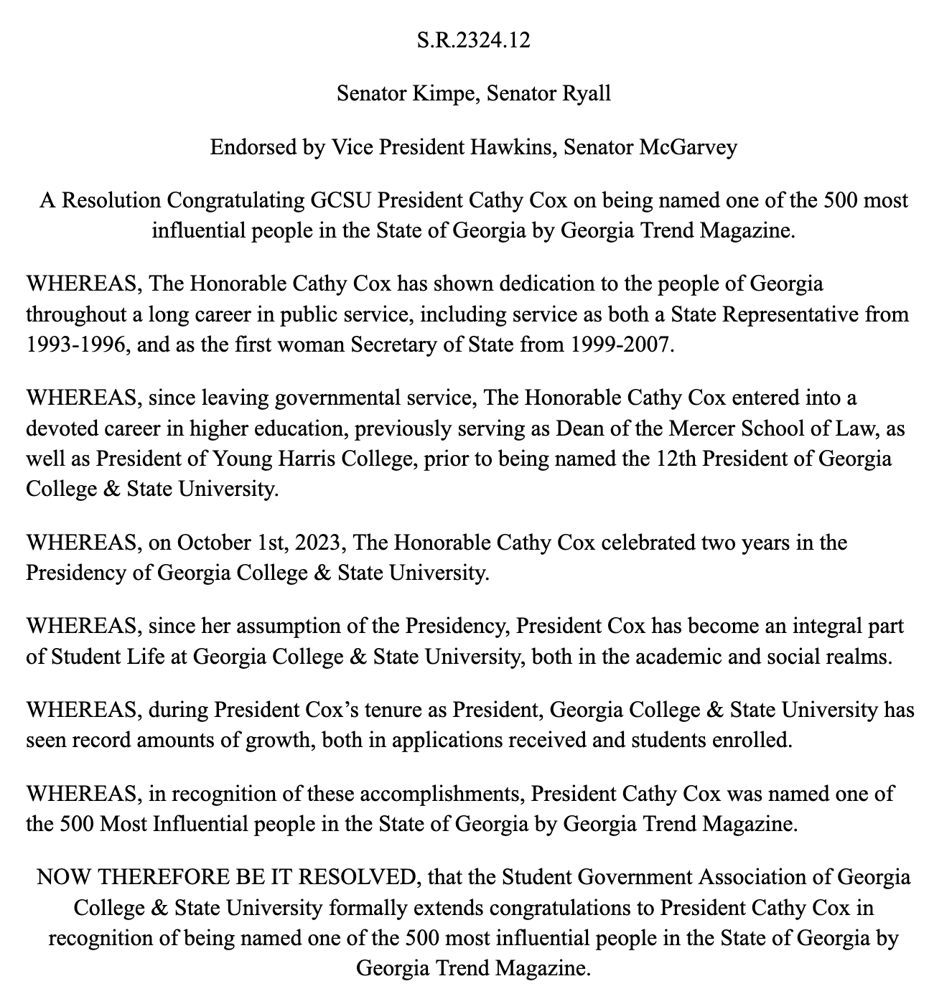 S.R.2324.12
Senator Kimpe, Senator Ryall
Endorsed by Vice President Hawkins, Senator McGarvey
A Resolution Congratulating GCSU President Cathy Cox on being named one of the 500 most
influential people in the State of Georgia by Georgia Trend Magazine.
WHEREAS, The Honorable Cathy Cox has shown dedication to the people of Georgia
throughout a long career in public service, including service as both a State Representative from
1993-1996, and as the first woman Secretary of State from 1999-2007.
WHEREAS, since leaving governmental service, The Honorable Cathy Cox entered into a
devoted career in higher education, previously serving as Dean of the Mercer School of Law, as
well as President of Young Harris College, prior to being named the 12th President of Georgia
College & State University.
WHEREAS, on October 1st, 2023, The Honorable Cathy Cox celebrated two years in the
Presidency of Georgia College & State University.
WHEREAS, since her assumption of the Presidency, President Cox has become an integral part
of Student Life at Georgia College & State University, both in the academic and social realms.
WHEREAS, during President Cox’s tenure as President, Georgia College & State University has
seen record amounts of growth, both in applications received and students enrolled.
WHEREAS, in recognition of these accomplishments, President Cathy Cox was named one of
the 500 Most Influential people in the State of Georgia by Georgia Trend Magazine.
NOW THEREFORE BE IT RESOLVED, that the Student Government Association of Georgia
College & State University formally extends congratulations to President Cathy Cox in
recognition of being named one of the 500 most influential people in the State of Georgia by
Georgia Trend Magazine.